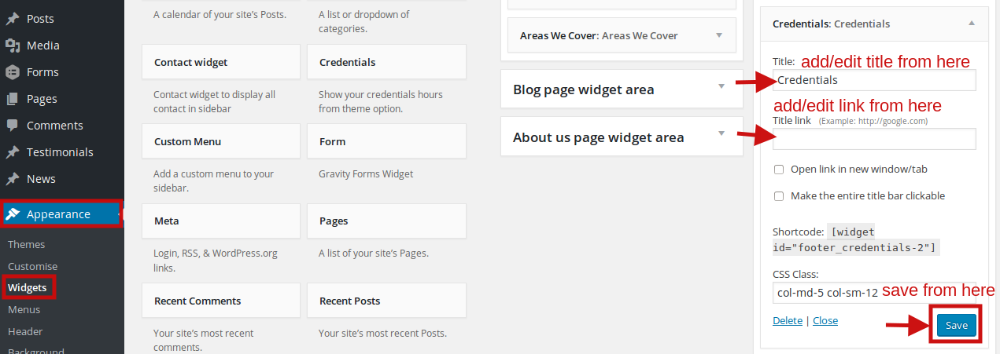 Posts
Media
Forms
Pages
Comments
Testimonials
News
Appearance
Themes
Customise
Widgets
Menus
Header
Background
A calendar of your site's Posts.
A list or dropdown of
categories.
Contact widget
Credentials
Contact widget to display all
contact in sidebar
Show your credentials hours
from theme option.
Custom Menu
Form
Add a custom menu to your
sidebar.
Gravity Forms Widget
Meta
Pages
Login, RSS, & WordPress.org
links.
A list of your site's Pages.
Recent Comments
Recent Posts
Your site's most recent
comments.
Your site's most recent Posts.
Areas We Cover: Areas We Cover
Blog page widget area
About us page widget area
Credentials: Credentials
Title: add/edit title from here
Credentials
add/edit link from here
Title link (Example: http://google.com)
Open link in new window/tab
Make the entire title bar clickable
Shortcode: [widget
id="footer_credentials-2"]
CSS Class:
col-md-5 col-sm-12 save from here
Delete | Close
Save